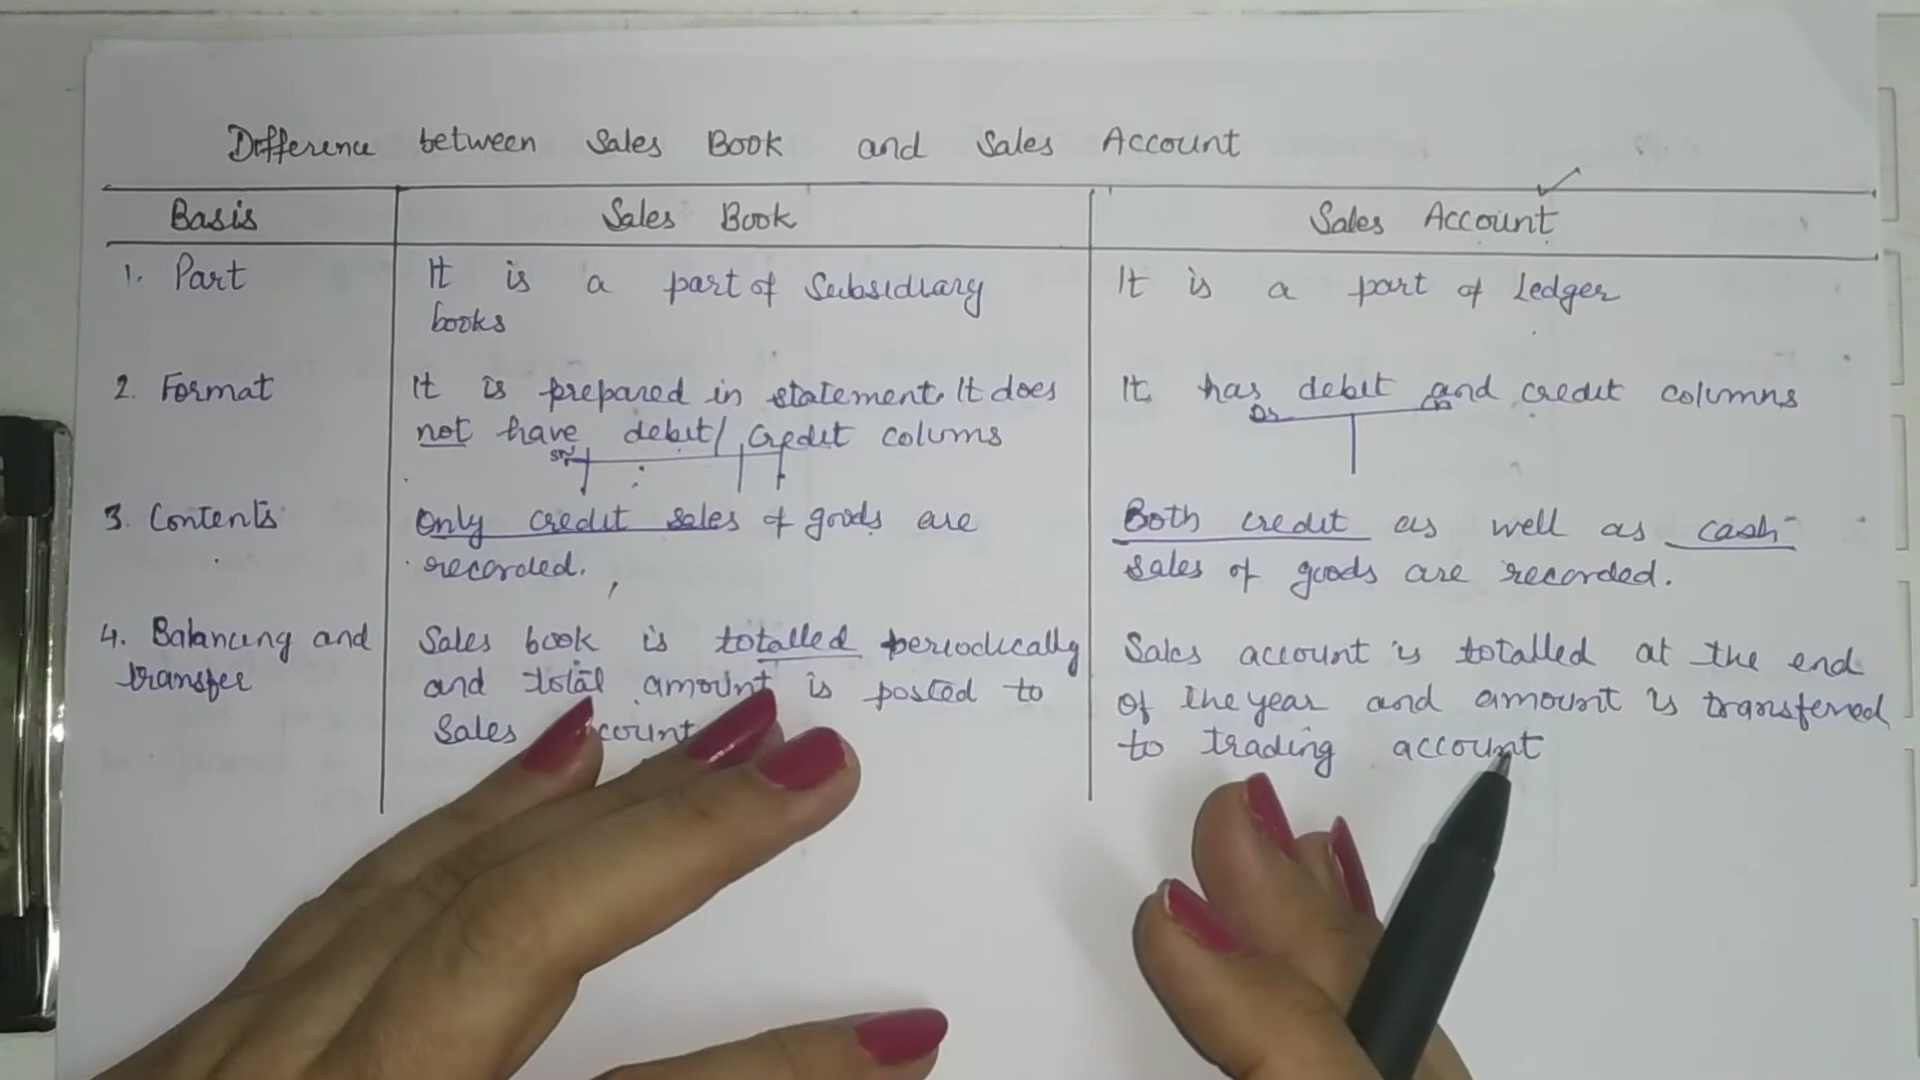 Difference between Sales Book and Sales Account
Basis Sales Book Sales Account
1. Part It is a part of Subsidiary It is a part of Ledger
books
2. Format It is prepared in statement. It does It has debit and credit columns
not have debit/ credit colums
Dr Cr
SN
3. Contents Only credit sales of goods are Both credit as well as cash
recorded. sales of goods are recorded.
4. Balancing and Sales book is totalled periodically Sales account is totalled at the end
transfer and total amount is posted to of the year and amount is transferred
Sales count to trading account